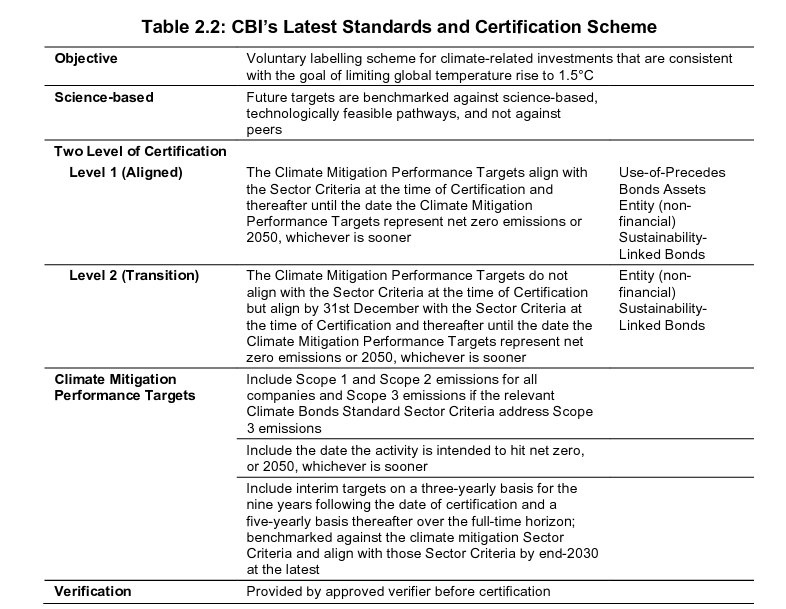 Table 2.2: CBI's Latest Standards and Certification Scheme
Objective
Voluntary labelling scheme for climate-related investments that are consistent
with the goal of limiting global temperature rise to 1.5°C
Science-based
Future targets are benchmarked against science-based,
technologically feasible pathways, and not against
peers
Two Level of Certification
Level 1 (Aligned)
The Climate Mitigation Performance Targets align with
the Sector Criteria at the time of Certification and
thereafter until the date the Climate Mitigation
Performance Targets represent net zero emissions or
2050, whichever is sooner
Use-of-Precedes
Bonds Assets
Entity (non-
financial)
Sustainability-
Linked Bonds
Level 2 (Transition)
The Climate Mitigation Performance Targets do not
align with the Sector Criteria at the time of Certification
but align by 31st December with the Sector Criteria at
the time of Certification and thereafter until the date the
Climate Mitigation Performance Targets represent net
zero emissions or 2050, whichever is sooner
Entity (non-
financial)
Sustainability-
Linked Bonds
Climate Mitigation
Performance Targets
Include Scope 1 and Scope 2 emissions for all
companies and Scope 3 emissions if the relevant
Climate Bonds Standard Sector Criteria address Scope
3 emissions
Include the date the activity is intended to hit net zero,
or 2050, whichever is sooner
Include interim targets on a three-yearly basis for the
nine years following the date of certification and a
five-yearly basis thereafter over the full-time horizon;
benchmarked against the climate mitigation Sector
Criteria and align with those Sector Criteria by end-2030
at the latest
Verification
Provided by approved verifier before certification